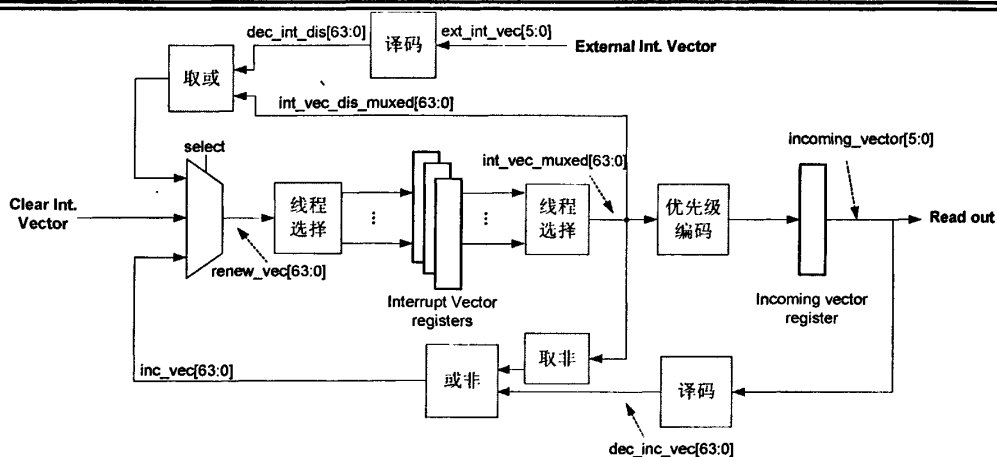 dec_int_dis[63:0]
译码
ext_int_vec[5:0]
External Int. Vector
取或
int_vec_dis_muxed[63:0]
select
incoming_vector[5:0]
int_vec_muxed[63:0]
Clear Int.
Vector
线程
选择
线程
选择
优先级
编码
Read out
renew_vec[63:0]
Interrupt Vector
registers
Incoming vector
register
取非
inc_vec[63:0]
或非
译码
dec_inc_vec[63:0]